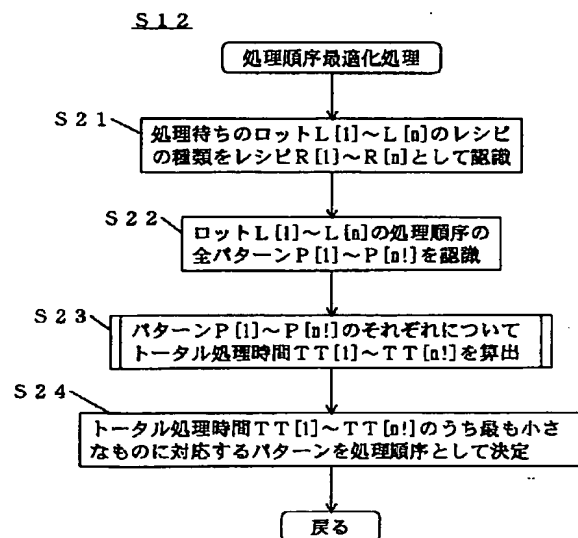 S12
処理順序最適化処理
S21
処理待ちのロットL[1]～L[n]のレシピ
の種類をレシピR[1]～R[n]として認識
S22
ロットL[1]～L[n]の処理順序の
全パターンP[1]～P[n!]を認識
S23
パターンP[1]～P[n!]のそれぞれについて
トータル処理時間TT[1]～TT[n!]を算出
S24
トータル処理時間TT[1]～TT[n!]のうち最も小さ
なものに対応するパターンを処理順序として決定
戻る